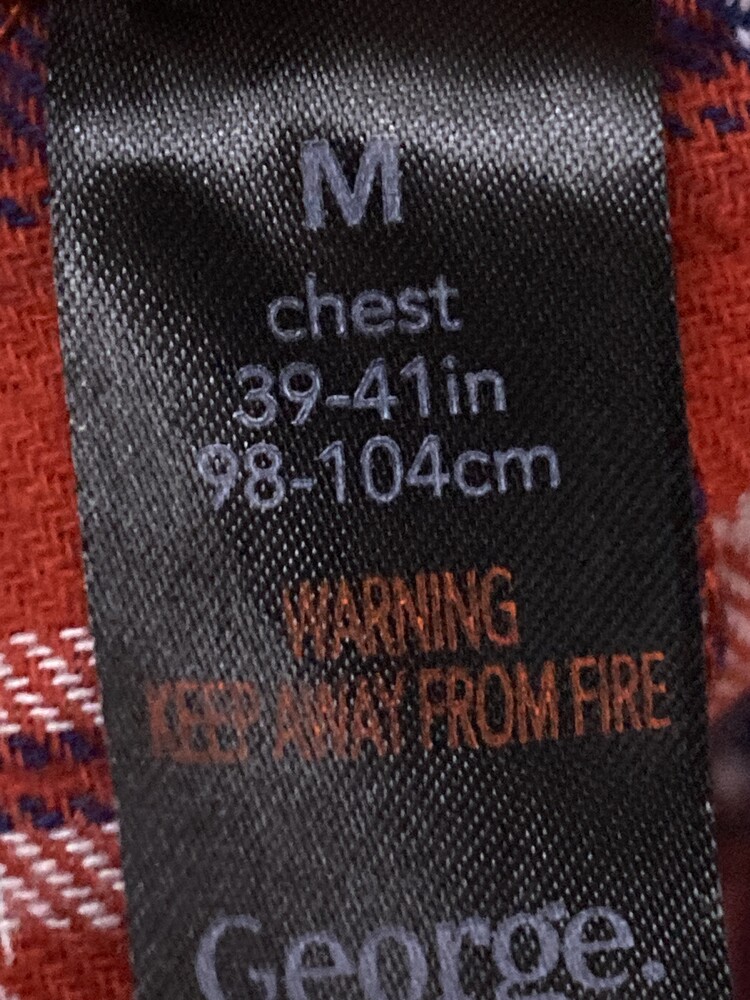 M
chest
39-41in
98-104cm
WARNING
KEEP AWAY FROM FIRE
George.